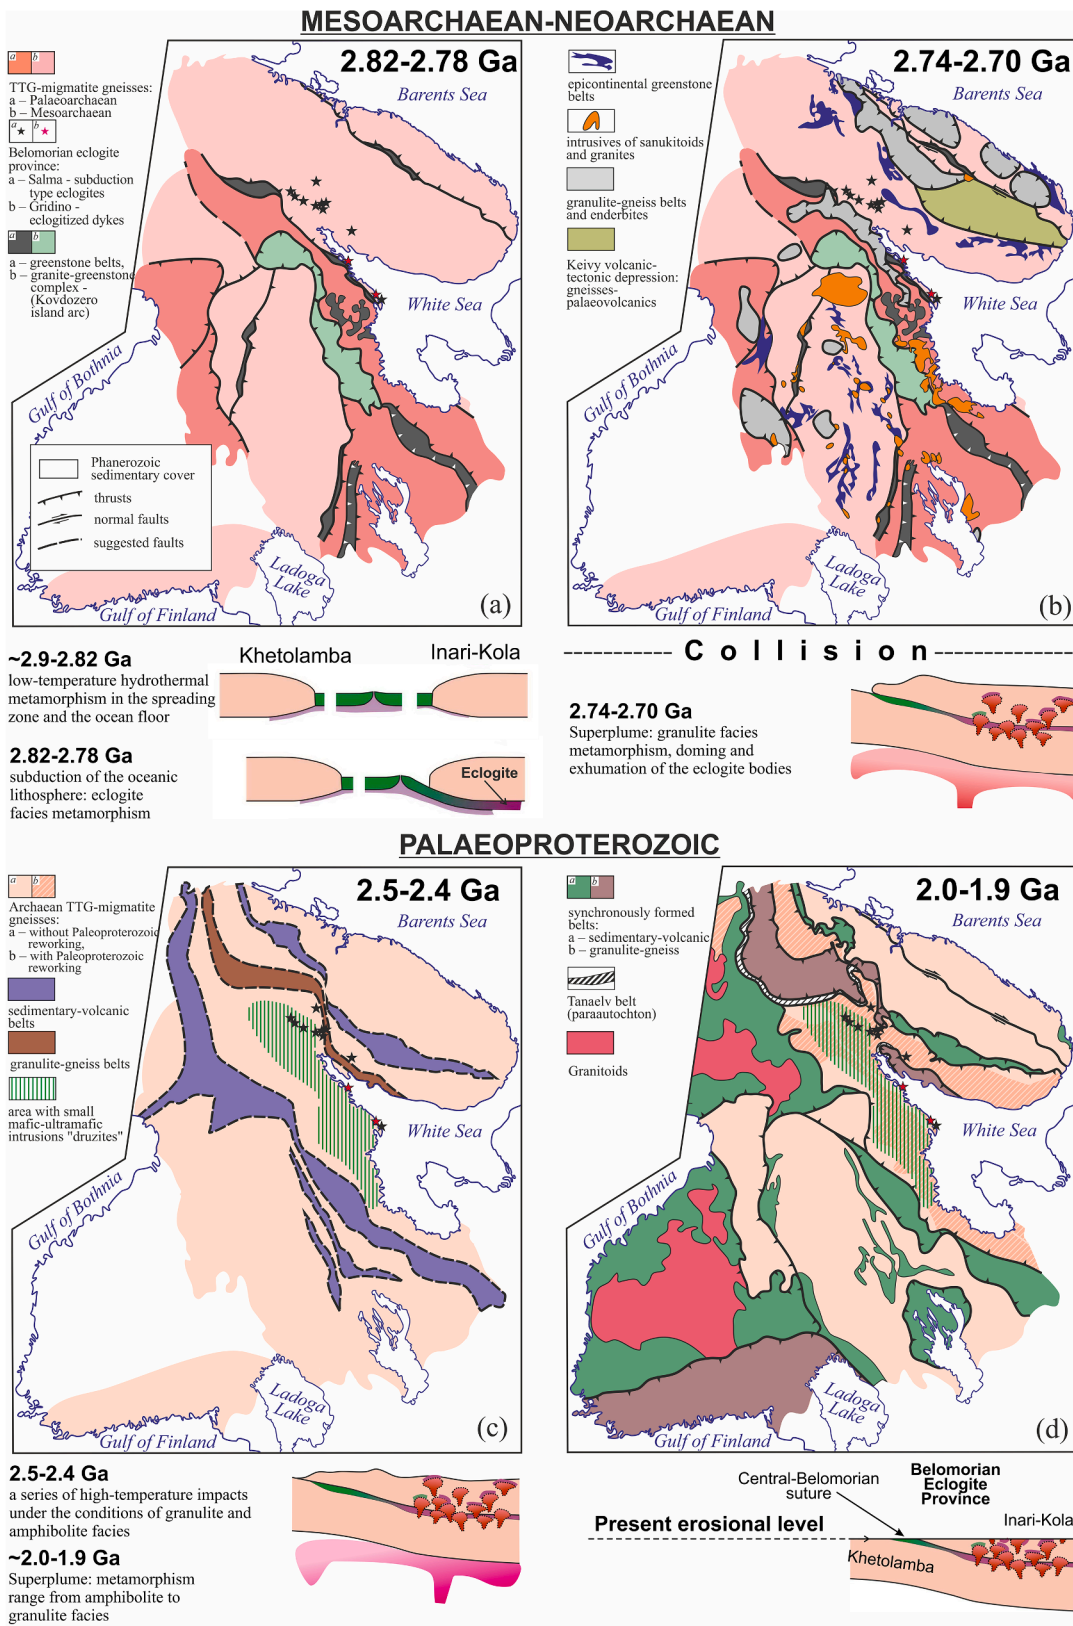 MESOARCHAEAN-NEOARCHAEAN
a b
TTG-migmatite gneisses:
a – Palaeoarchaean
b – Mesoarchaean
a b
Belomorian eclogite
province:
a – Salma - subduction
type eclogites
b – Gridino -
eclogitized dykes
a b
a – greenstone belts,
b – granite-greenstone
complex -
(Kovdozero
island arc)
2.82-2.78 Ga
Barents Sea
White Sea
Gulf of Bothnia
Phanerozoic
sedimentary cover
thrusts
normal faults
suggested faults
Ladoga
Lake
Gulf of Finland
(a)
epicontinental greenstone
belts
intrusives of sanukitoids
and granites
granulite-gneiss belts
and enderbites
Keivy volcanic-
tectonic depression:
gneisses-
palaeovolcanics
2.74-2.70 Ga
Barents Sea
White Sea
Gulf of Bothnia
Ladoga
Lake
Gulf of Finland
(b)
~2.9-2.82 Ga
low-temperature hydrothermal
metamorphism in the spreading
zone and the ocean floor
Khetolamba
Inari-Kola
2.82-2.78 Ga
subduction of the oceanic
lithosphere: eclogite
facies metamorphism
Eclogite
Collision
2.74-2.70 Ga
Superplume: granulite facies
metamorphism, doming and
exhumation of the eclogite bodies
PALAEOPROTEROZOIC
a b
Archaean TTG-migmatite
gneisses:
a – without Paleoproterozoic
reworking,
b – with Paleoproterozoic
reworking
sedimentary-volcanic
belts
granulite-gneiss belts
area with small
mafic-ultramafic
intrusions "druzites"
2.5-2.4 Ga
Barents Sea
White Sea
Gulf of Bothnia
Ladoga
Lake
Gulf of Finland
(c)
a b
synchronously formed
belts:
a – sedimentary-volcanic
b – granulite-gneiss
Tanaelv belt
(paraautochton)
Granitoids
2.0-1.9 Ga
Barents Sea
White Sea
Gulf of Bothnia
Ladoga
Lake
Gulf of Finland
(d)
2.5-2.4 Ga
a series of high-temperature impacts
under the conditions of granulite and
amphibolite facies
~2.0-1.9 Ga
Superplume: metamorphism
range from amphibolite to
granulite facies
Central-Belomorian
suture
Belomorian
Eclogite
Province
Present erosional level
Inari-Kola
Khetolamba